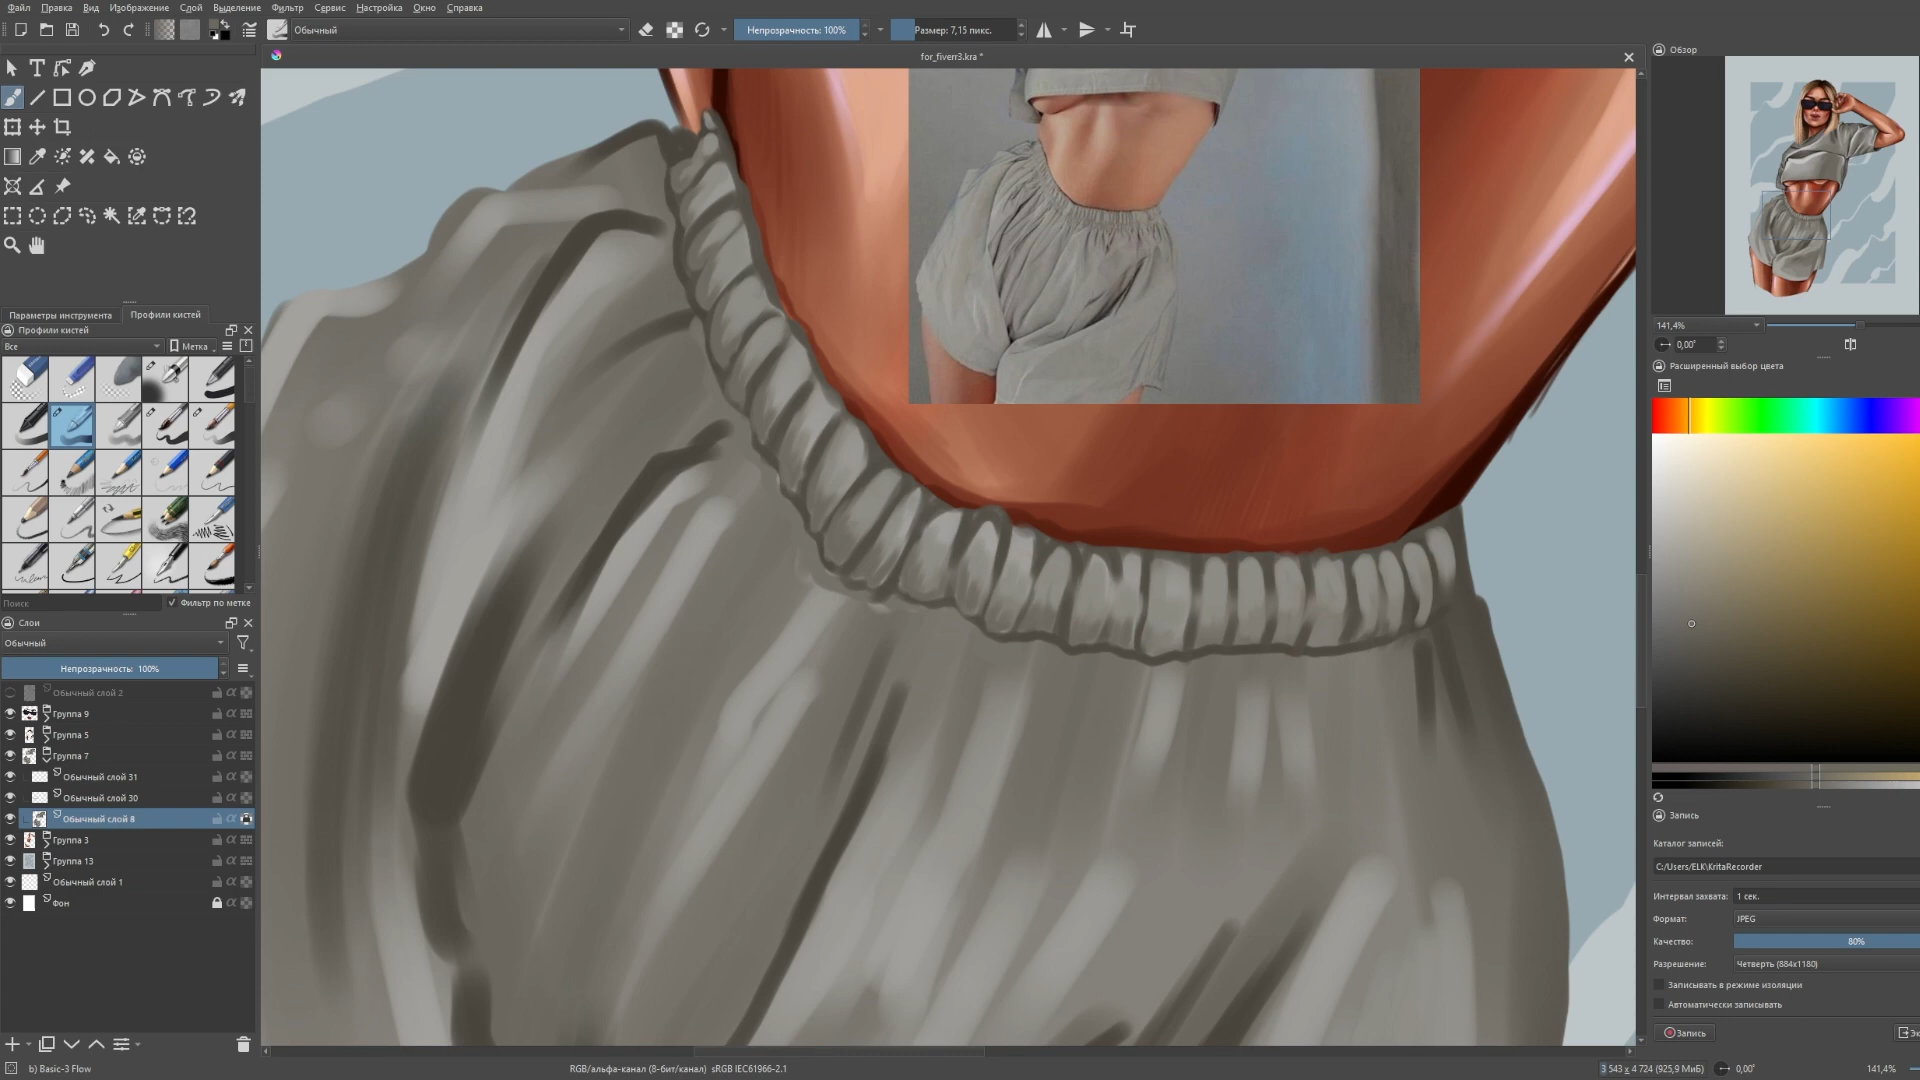 Файл Правка Вид Изображение Слой Выделение Фильтр Сервис Настройка Окно Справка
Обычный
Непрозрачность: 100%
Размер: 7,15 пикс.
for_fiverr3.kra *
Обзор
Параметры инструмента
Профили кистей
Профили кистей
Все
Метка
Поиск
Фильтр по метке
Слои
Обычный
Непрозрачность: 100%
Обычный слой 2
Группа 9
Группа 5
Группа 7
Обычный слой 31
Обычный слой 30
Обычный слой 8
Группа 3
Группа 13
Обычный слой 1
Фон
141,4%
0,00°
Расширенный выбор цвета
Запись
Каталог записей:
C:/Users/ELK\KritaRecorder
Интервал захвата: 1 сек.
Формат: JPEG
Качество: 80%
Разрешение: Четверть (884x1180)
Записывать в режиме изоляции
Автоматически записывать
Запись
Эк
b) Basic-3 Flow
RGB/альфа-канал (8-бит/канал) sRGB IEC61966-2.1
3 543 x 4 724 (925,9 МиБ)
0,00°
141,4%